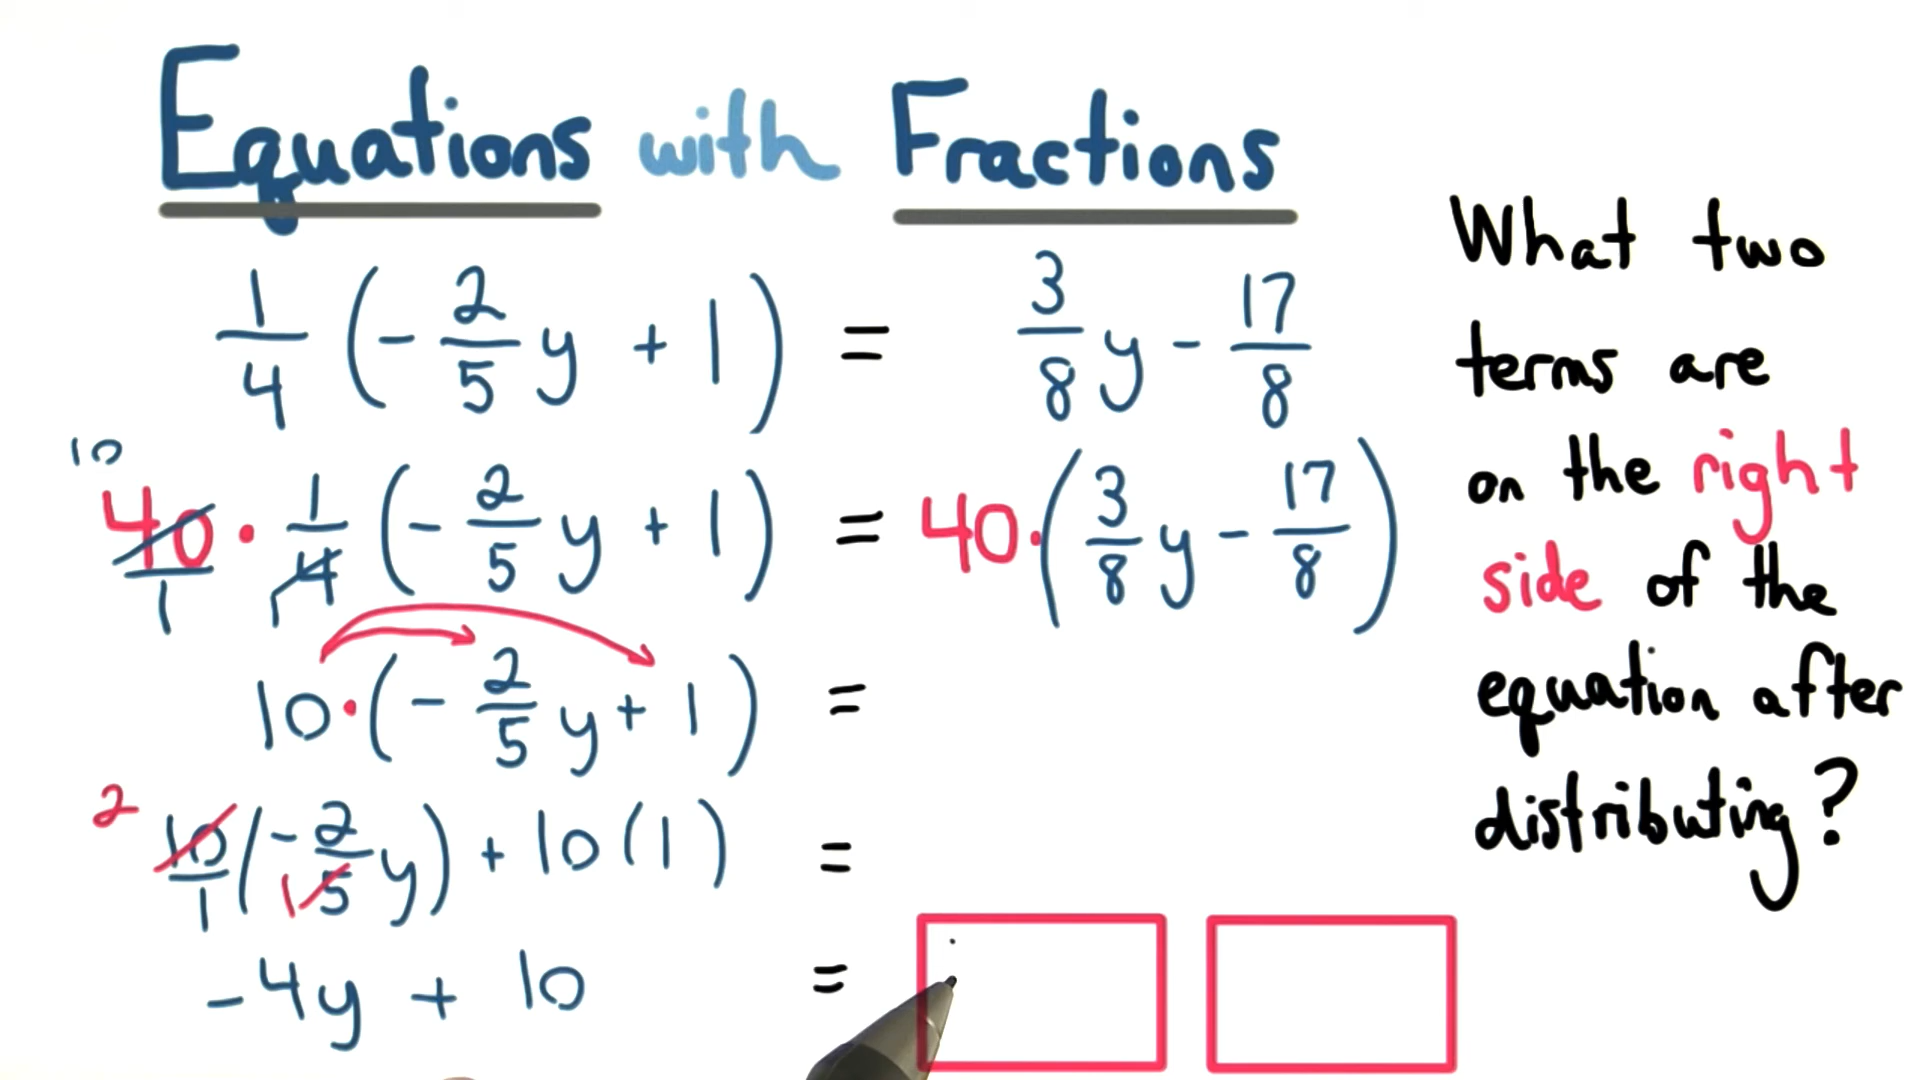 Equations with Fractions
1/4 (- 2/5 y + 1) = 3/8 y - 17/8
10
40/1 · 1/4 (- 2/5 y + 1) = 40 · (3/8 y - 17/8)
1
10 · (- 2/5 y + 1) =
2
10/1 (- 2/5 y) + 10 (1) =
1
-4y + 10 =
What two
terms are
on the right
side of the
equation after
distributing?